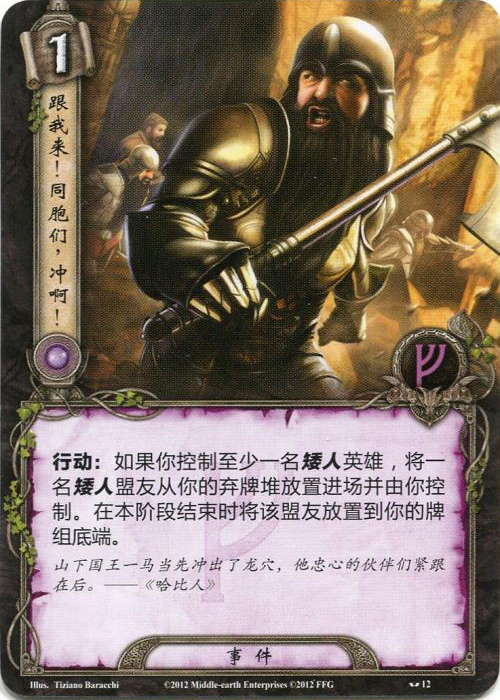 1
跟我来！同胞们，冲啊！
行动：如果你控制至少一名矮人英雄，将一
名矮人盟友从你的弃牌堆放置进场并由你控
制。在本阶段结束时将该盟友放置到你的牌
组底端。
山下国王一马当先冲出了龙穴，他忠心的伙伴们紧跟
在后。——《哈比人》
事件
Illus. Tiziano Baracchi ©2012 Middle-earth Enterprises ©2012 FFG 12